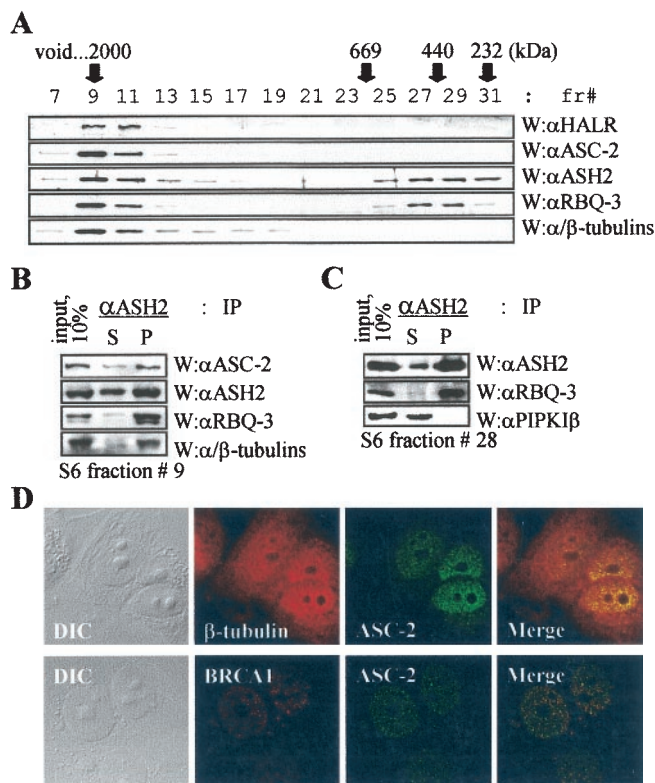 A
void...2000 669 440 232 (kDa)
7 9 11 13 15 17 19 21 23 25 27 29 31 : fr#
W:αHALR
W:αASC-2
W:αASH2
W:αRBQ-3
W:α/β-tubulins
B
input, 10% αASH2 : IP
S P
W:αASC-2
W:αASH2
W:αRBQ-3
W:α/β-tubulins
S6 fraction # 9
C
input, 10% αASH2 : IP
S P
W:αASH2
W:αRBQ-3
W:αPIPKIβ
S6 fraction # 28
D
DIC β-tubulin ASC-2 Merge
DIC BRCA1 ASC-2 Merge